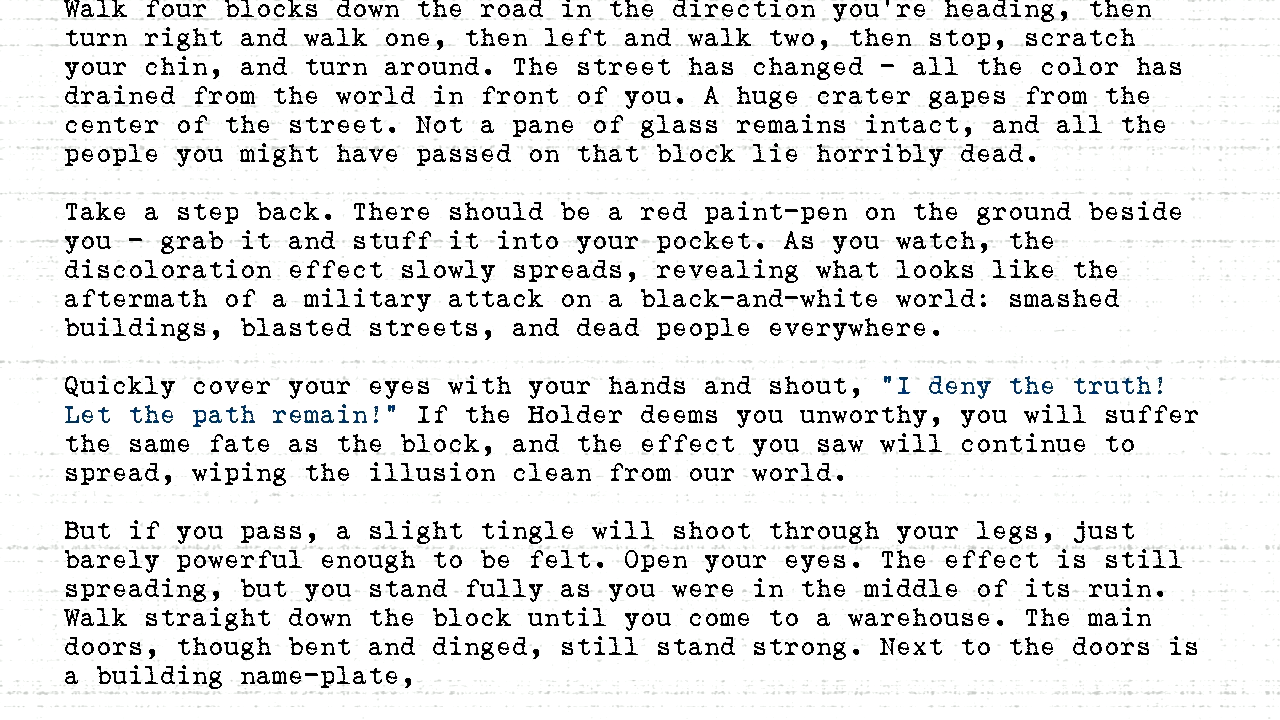 Walk four blocks down the road in the direction you're heading, then
turn right and walk one, then left and walk two, then stop, scratch
your chin, and turn around. The street has changed - all the color has
drained from the world in front of you. A huge crater gapes from the
center of the street. Not a pane of glass remains intact, and all the
people you might have passed on that block lie horribly dead.
Take a step back. There should be a red paint-pen on the ground beside
you - grab it and stuff it into your pocket. As you watch, the
discoloration effect slowly spreads, revealing what looks like the
aftermath of a military attack on a black-and-white world: smashed
buildings, blasted streets, and dead people everywhere.
Quickly cover your eyes with your hands and shout, "I deny the truth!
Let the path remain!" If the Holder deems you unworthy, you will suffer
the same fate as the block, and the effect you saw will continue to
spread, wiping the illusion clean from our world.
But if you pass, a slight tingle will shoot through your legs, just
barely powerful enough to be felt. Open your eyes. The effect is still
spreading, but you stand fully as you were in the middle of its ruin.
Walk straight down the block until you come to a warehouse. The main
doors, though bent and dinged, still stand strong. Next to the doors is
a building name-plate,